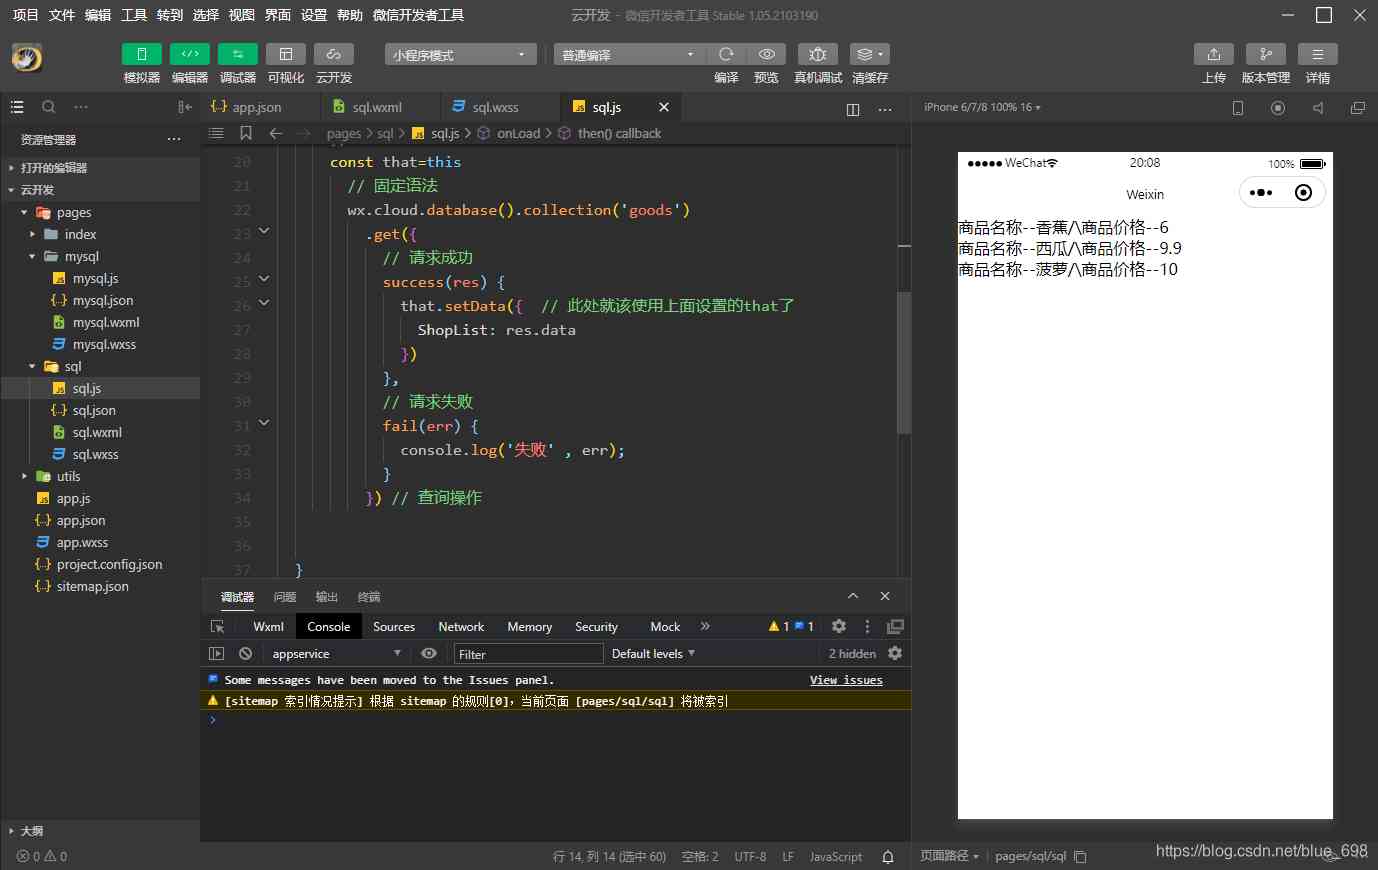 项目 文件 编辑 工具 转到 选择 视图 界面 设置 帮助 微信开发者工具
云开发 - 微信开发者工具 Stable 1.05.2103190
小程序模式 普通编译
模拟器 编辑器 调试器 可视化 云开发 编译 预览 真机调试 清缓存 上传 版本管理 详情
app.json sql.wxml sql.wxss sql.js
iPhone 6/7/8 100% 16
资源管理器
pages > sql > sql.js > onLoad > then() callback
打开的编辑器
云开发
pages
index
mysql
mysql.js
mysql.json
mysql.wxml
mysql.wxss
sql
sql.js
sql.json
sql.wxml
sql.wxss
utils
app.js
app.json
app.wxss
project.config.json
sitemap.json
大纲
0 0
20 const that=this
21 // 固定语法
22 wx.cloud.database().collection('goods')
23 .get({
24 // 请求成功
25 success(res) {
26 that.setData({ // 此处就该使用上面设置的that了
27 ShopList: res.data
28 })
29 },
30 // 请求失败
31 fail(err) {
32 console.log('失败' , err);
33 }
34 }) // 查询操作
35
36
37 }
调试器 问题 输出 终端
Wxml Console Sources Network Memory Security Mock » 1 1
appservice Filter Default levels 2 hidden
Some messages have been moved to the Issues panel. View issues
[sitemap 索引情况提示] 根据 sitemap 的规则[0]，当前页面 [pages/sql/sql] 将被索引
>
行 14, 列 14 (选中 60) 空格: 2 UTF-8 LF JavaScript
WeChat 20:08 100%
Weixin
商品名称--香蕉/\商品价格--6
商品名称--西瓜/\商品价格--9.9
商品名称--菠萝/\商品价格--10
页面路径 pages/sql/sql
https://blog.csdn.net/blue_698